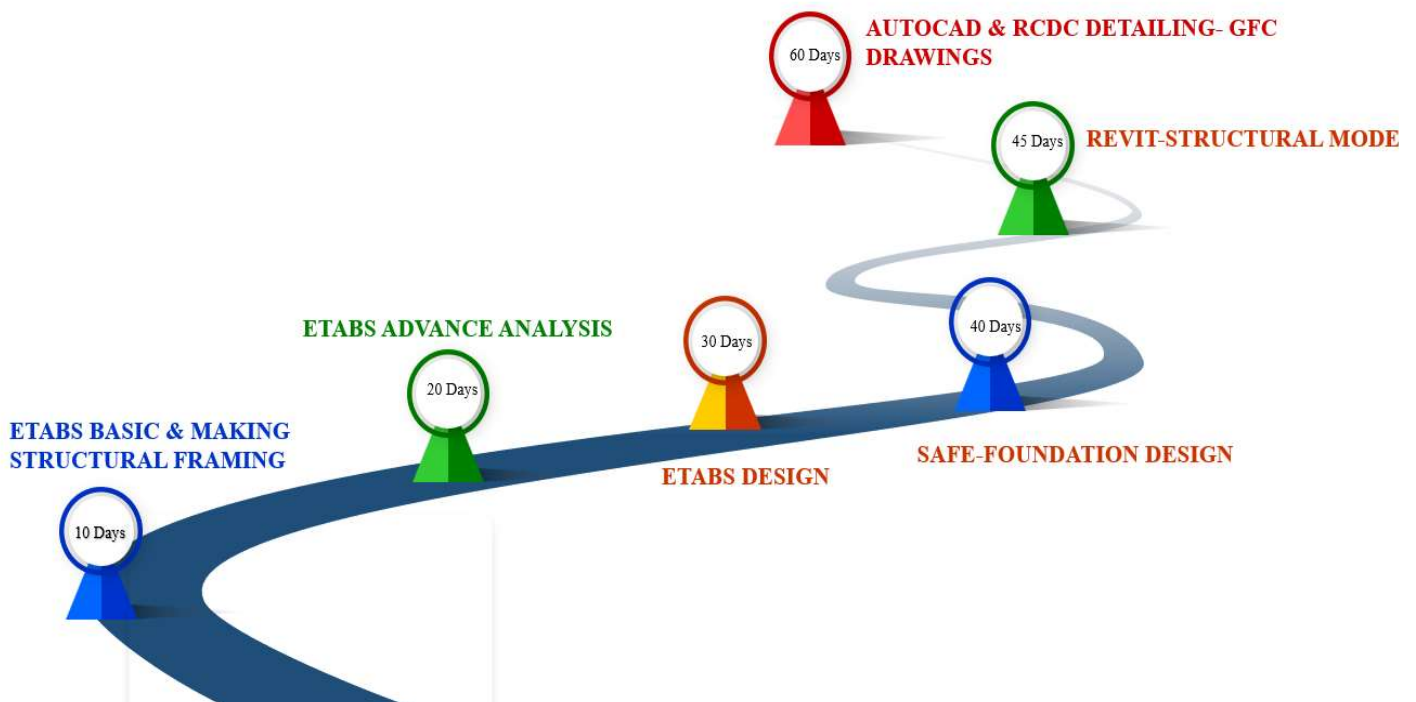 AUTOCAD & RCDC DETAILING- GFC
DRAWINGS
60 Days
45 Days
REVIT-STRUCTURAL MODE
ETABS ADVANCE ANALYSIS
30 Days
40 Days
20 Days
ETABS BASIC & MAKING
STRUCTURAL FRAMING
ETABS DESIGN
SAFE-FOUNDATION DESIGN
10 Days